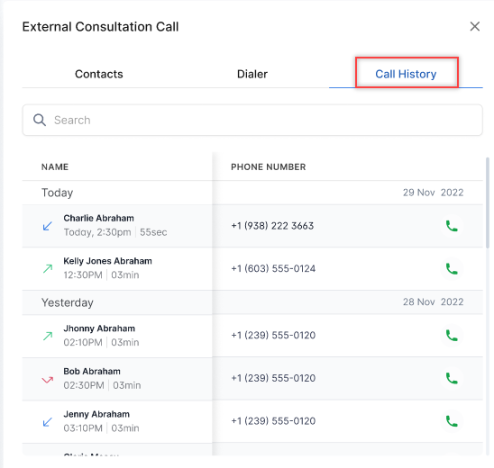 External Consultation Call
Contacts Dialer Call History
Search
NAME PHONE NUMBER
Today 29 Nov 2022
Charlie Abraham
Today, 2:30pm | 55sec +1 (938) 222 3663
Kelly Jones Abraham
12:30PM | 03min +1 (603) 555-0124
Yesterday 28 Nov 2022
Jhonny Abraham
02:10PM | 03min +1 (239) 555-0120
Bob Abraham
02:30PM | 03min +1 (239) 555-0120
Jenny Abraham
03:10PM | 03min +1 (239) 555-0120